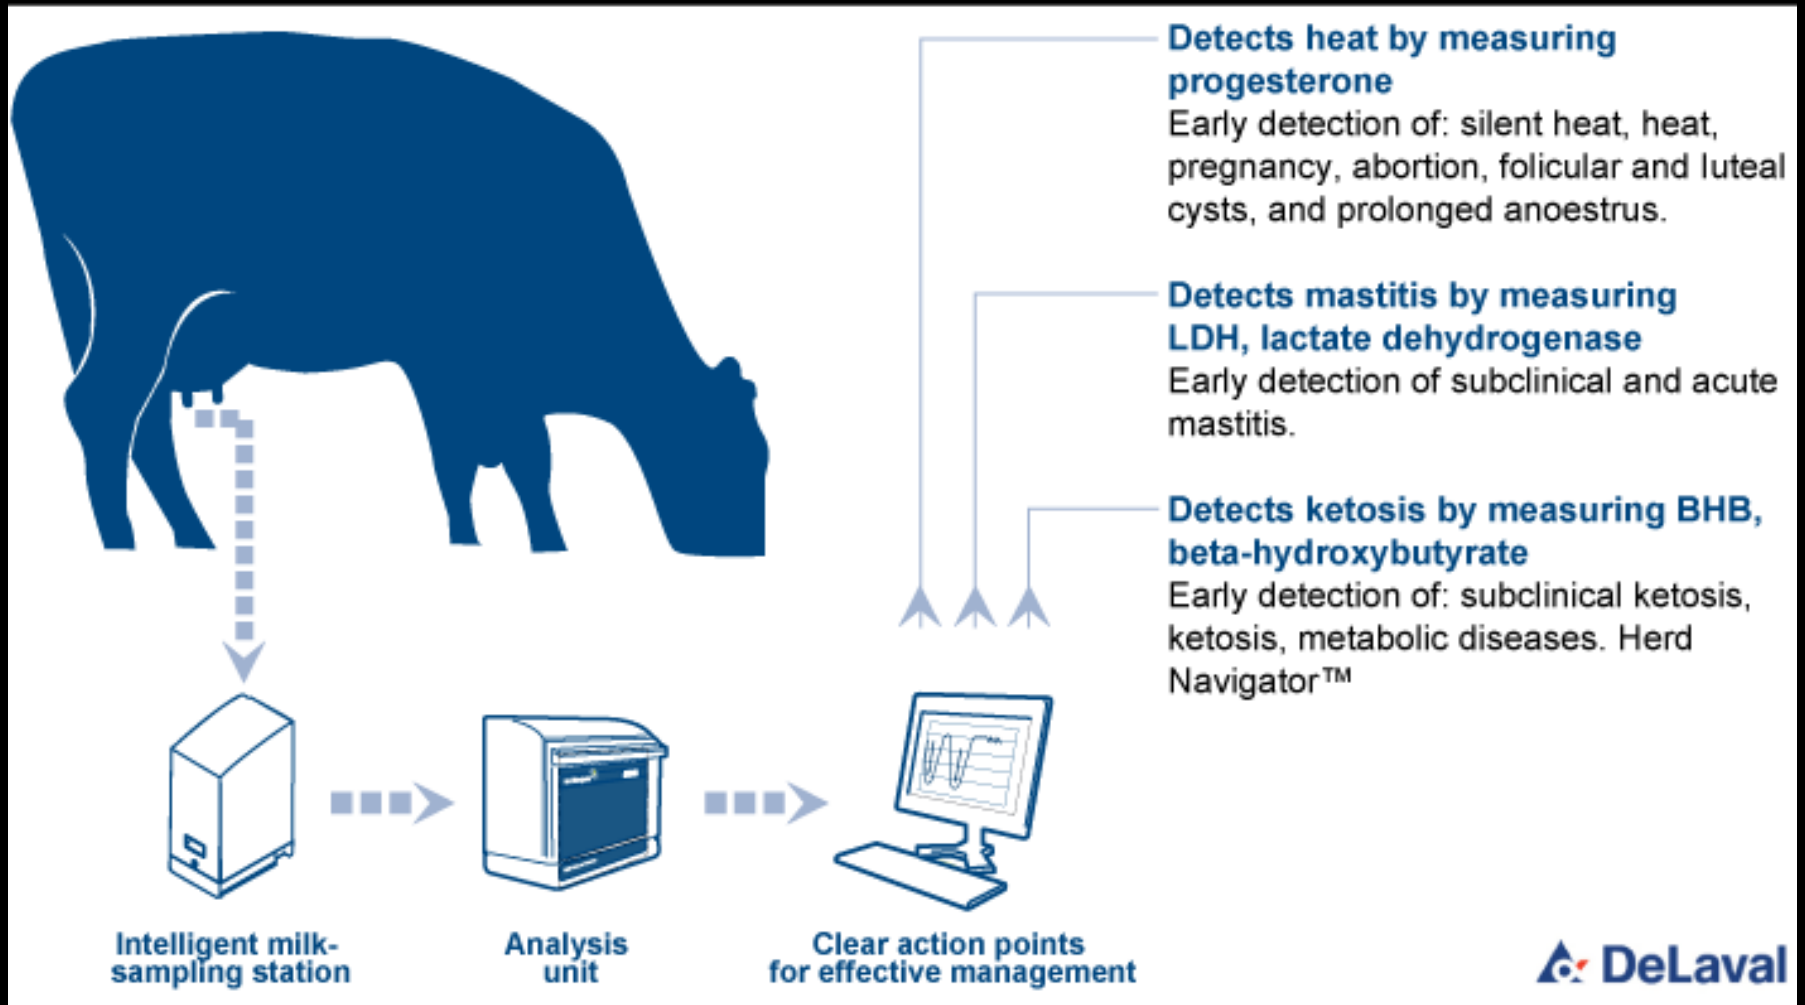 Detects heat by measuring
progesterone
Early detection of: silent heat, heat,
pregnancy, abortion, folicular and luteal
cysts, and prolonged anoestrus.
Detects mastitis by measuring
LDH, lactate dehydrogenase
Early detection of subclinical and acute
mastitis.
Detects ketosis by measuring BHB,
beta-hydroxybutyrate
Early detection of: subclinical ketosis,
ketosis, metabolic diseases. Herd
Navigator™
Intelligent milk-
sampling station
Analysis
unit
Clear action points
for effective management
DeLaval